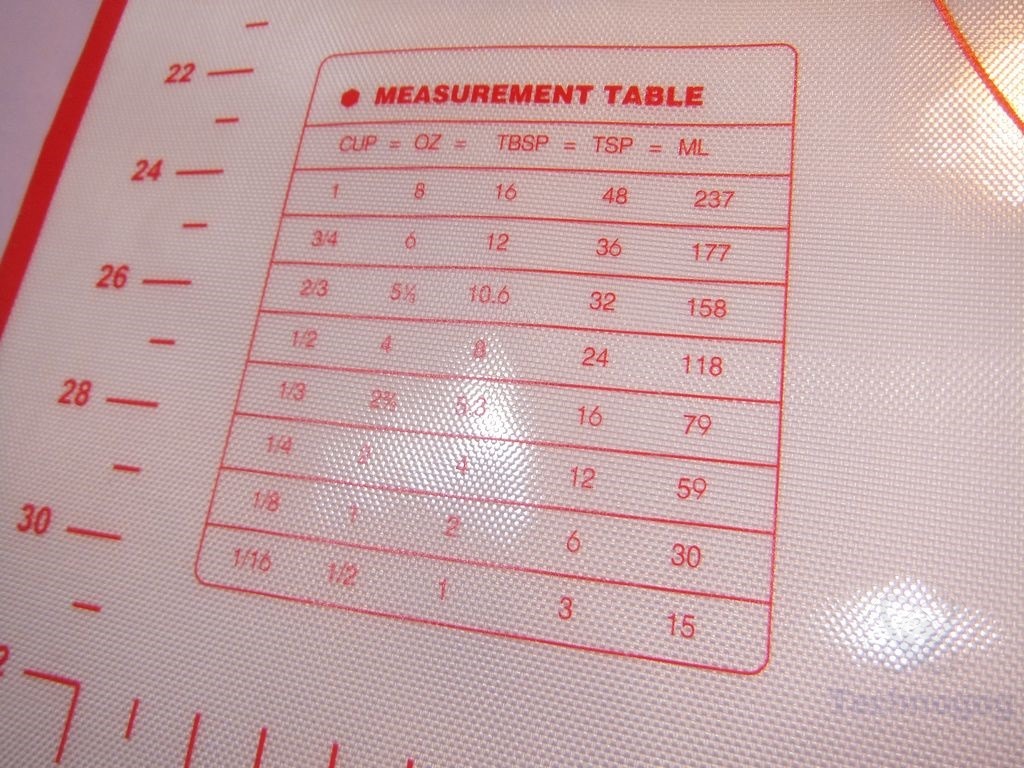 22
24
26
28
30
● MEASUREMENT TABLE
CUP = OZ = TBSP = TSP = ML
1 8 16 48 237
3/4 6 12 36 177
2/3 5⅓ 10.6 32 158
1/2 4 8 24 118
1/3 2⅔ 5.3 16 79
1/4 2 4 12 59
1/8 1 2 6 30
1/16 1/2 1 3 15